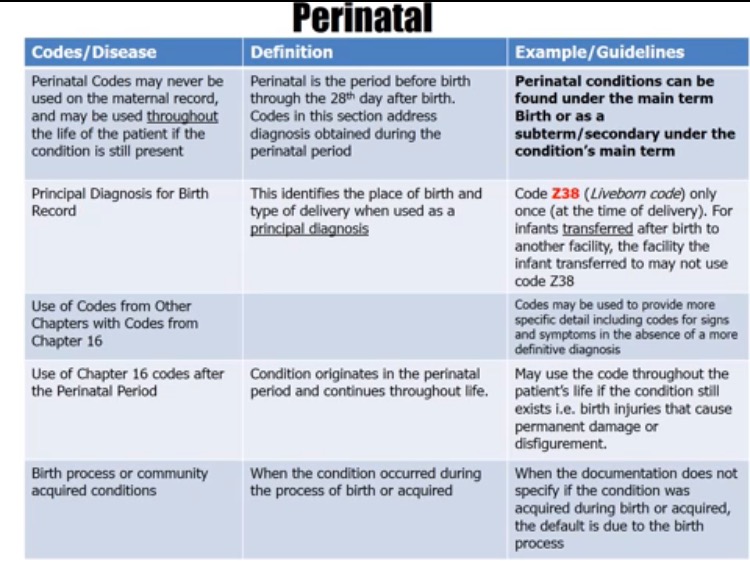 Perinatal
Codes/Disease
Definition
Example/Guidelines
Perinatal Codes may never be
used on the maternal record,
and may be used throughout
the life of the patient if the
condition is still present
Perinatal is the period before birth
through the 28th day after birth.
Codes in this section address
diagnosis obtained during the
perinatal period
Perinatal conditions can be
found under the main term
Birth or as a
subterm/secondary under the
condition's main term
Principal Diagnosis for Birth
Record
This identifies the place of birth and
type of delivery when used as a
principal diagnosis
Code Z38 (Liveborn code) only
once (at the time of delivery). For
infants transferred after birth to
another facility, the facility the
infant transferred to may not use
code Z38
Use of Codes from Other
Chapters with Codes from
Chapter 16
Codes may be used to provide more
specific detail including codes for signs
and symptoms in the absence of a more
definitive diagnosis
Use of Chapter 16 codes after
the Perinatal Period
Condition originates in the perinatal
period and continues throughout life.
May use the code throughout the
patient's life if the condition still
exists i.e. birth injuries that cause
permanent damage or
disfigurement.
Birth process or community
acquired conditions
When the condition occurred during
the process of birth or acquired
When the documentation does not
specify if the condition was
acquired during birth or acquired,
the default is due to the birth
process